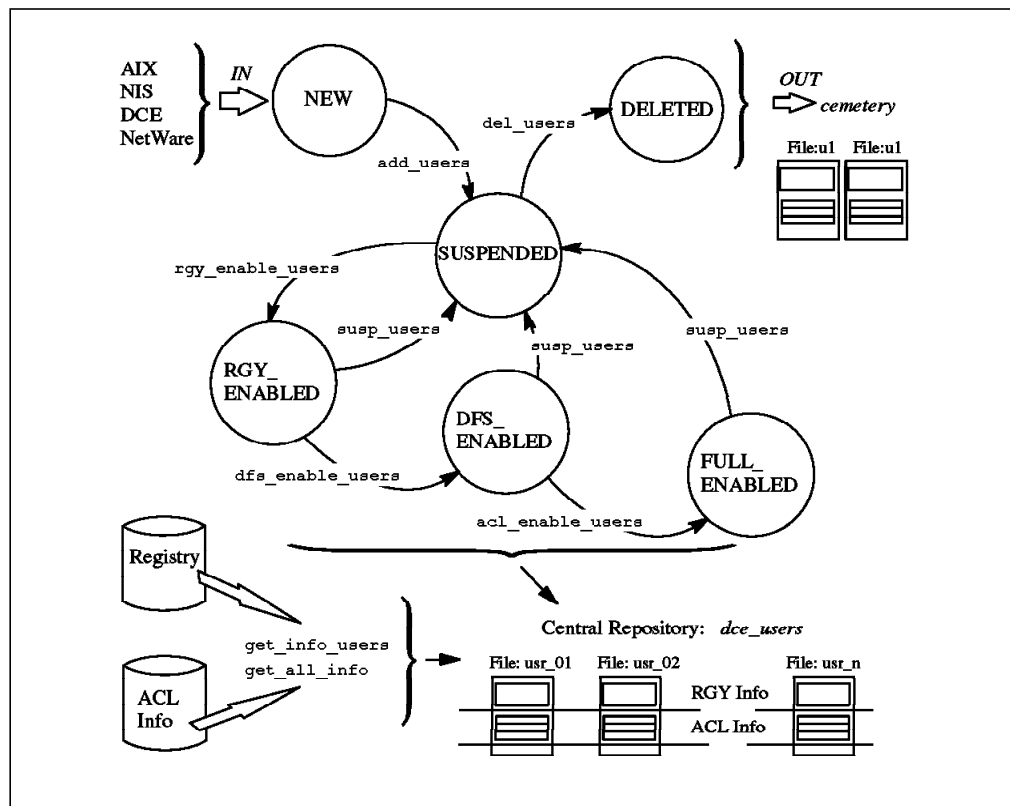 AIX
NIS
DCE
NetWare
IN
NEW
DELETED
OUT
cemetery
File:u1 File:u1
del_users
add_users
SUSPENDED
rgy_enable_users
susp_users
susp_users
susp_users
RGY_
ENABLED
DFS_
ENABLED
FULL_
ENABLED
dfs_enable_users
acl_enable_users
Registry
get_info_users
get_all_info
ACL
Info
Central Repository: dce_users
File: usr_01 File: usr_02 File: usr_n
RGY Info
ACL Info